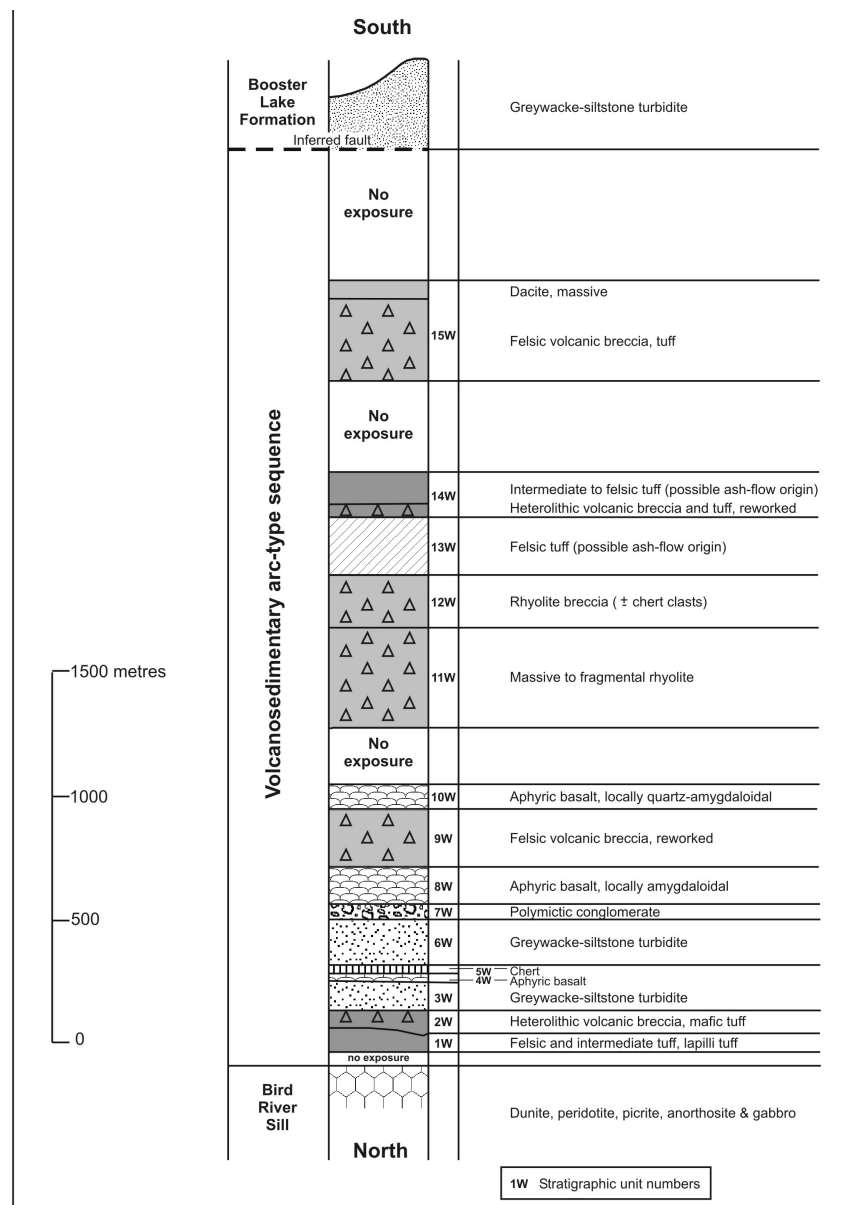 South
Booster
Lake
Formation
Greywacke-siltstone turbidite
Inferred fault
No
exposure
Dacite, massive
15W
Felsic volcanic breccia, tuff
No
exposure
Volcanosedimentary arc-type sequence
14W
Intermediate to felsic tuff (possible ash-flow origin)
Heterolithic volcanic breccia and tuff, reworked
13W
Felsic tuff (possible ash-flow origin)
12W
Rhyolite breccia ( ± chert clasts)
1500 metres
11W
Massive to fragmental rhyolite
No
exposure
1000
10W
Aphyric basalt, locally quartz-amygdaloidal
9W
Felsic volcanic breccia, reworked
8W
Aphyric basalt, locally amygdaloidal
500
7W
Polymictic conglomerate
6W
Greywacke-siltstone turbidite
5W
Chert
4W
Aphyric basalt
3W
Greywacke-siltstone turbidite
2W
Heterolithic volcanic breccia, mafic tuff
0
1W
Felsic and intermediate tuff, lapilli tuff
no exposure
Bird
River
Sill
Dunite, peridotite, picrite, anorthosite & gabbro
North
1W Stratigraphic unit numbers